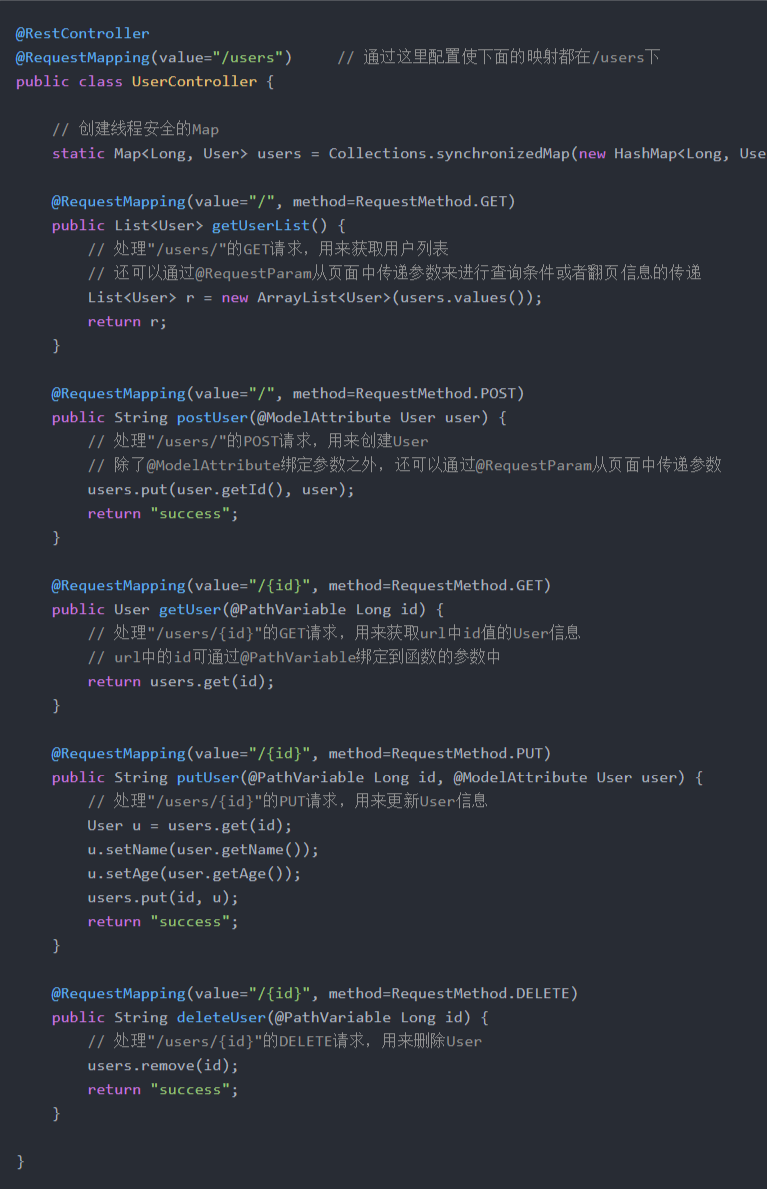 @RestController
@RequestMapping(value="/users")     // 通过这里配置使下面的映射都在/users下
public class UserController {
    // 创建线程安全的Map
    static Map<Long, User> users = Collections.synchronizedMap(new HashMap<Long, Use
    @RequestMapping(value="/", method=RequestMethod.GET)
    public List<User> getUserList() {
        // 处理"/users/"的GET请求，用来获取用户列表
        // 还可以通过@RequestParam从页面中传递参数来进行查询条件或者翻页信息的传递
        List<User> r = new ArrayList<User>(users.values());
        return r;
    }
    @RequestMapping(value="/", method=RequestMethod.POST)
    public String postUser(@ModelAttribute User user) {
        // 处理"/users/"的POST请求，用来创建User
        // 除了@ModelAttribute绑定参数之外，还可以通过@RequestParam从页面中传递参数
        users.put(user.getId(), user);
        return "success";
    }
    @RequestMapping(value="/{id}", method=RequestMethod.GET)
    public User getUser(@PathVariable Long id) {
        // 处理"/users/{id}"的GET请求，用来获取url中id值的User信息
        // url中的id可通过@PathVariable绑定到函数的参数中
        return users.get(id);
    }
    @RequestMapping(value="/{id}", method=RequestMethod.PUT)
    public String putUser(@PathVariable Long id, @ModelAttribute User user) {
        // 处理"/users/{id}"的PUT请求，用来更新User信息
        User u = users.get(id);
        u.setName(user.getName());
        u.setAge(user.getAge());
        users.put(id, u);
        return "success";
    }
    @RequestMapping(value="/{id}", method=RequestMethod.DELETE)
    public String deleteUser(@PathVariable Long id) {
        // 处理"/users/{id}"的DELETE请求，用来删除User
        users.remove(id);
        return "success";
    }
}